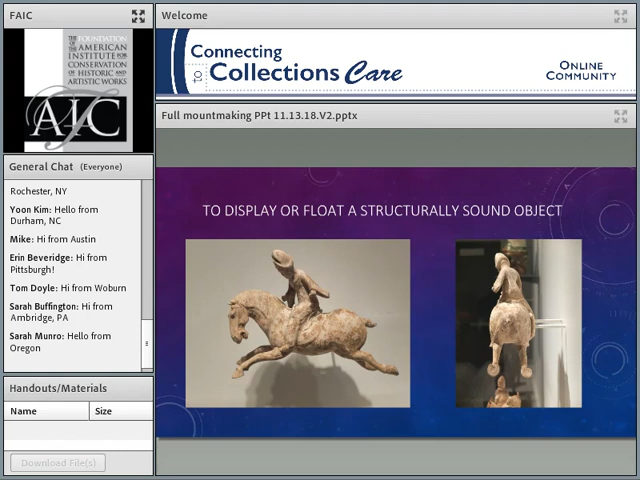 FAIC
THE FOUNDATION
OF THE AMERICAN
INSTITUTE FOR
CONSERVATION
OF HISTORIC AND
ARTISTIC WORKS
AIC
General Chat (Everyone)
Rochester, NY
Yoon Kim: Hello from
Durham, NC
Mike: Hi from Austin
Erin Beveridge: Hi from
Pittsburgh!
Tom Doyle: Hi from Woburn
Sarah Buffington: Hi from
Ambridge, PA
Sarah Munro: Hello from
Oregon
Handouts/Materials
Name Size
Download File(s)
Welcome
Connecting
to Collections Care
ONLINE
COMMUNITY
Full mountmaking PPt 11.13.18.V2.pptx
TO DISPLAY OR FLOAT A STRUCTURALLY SOUND OBJECT